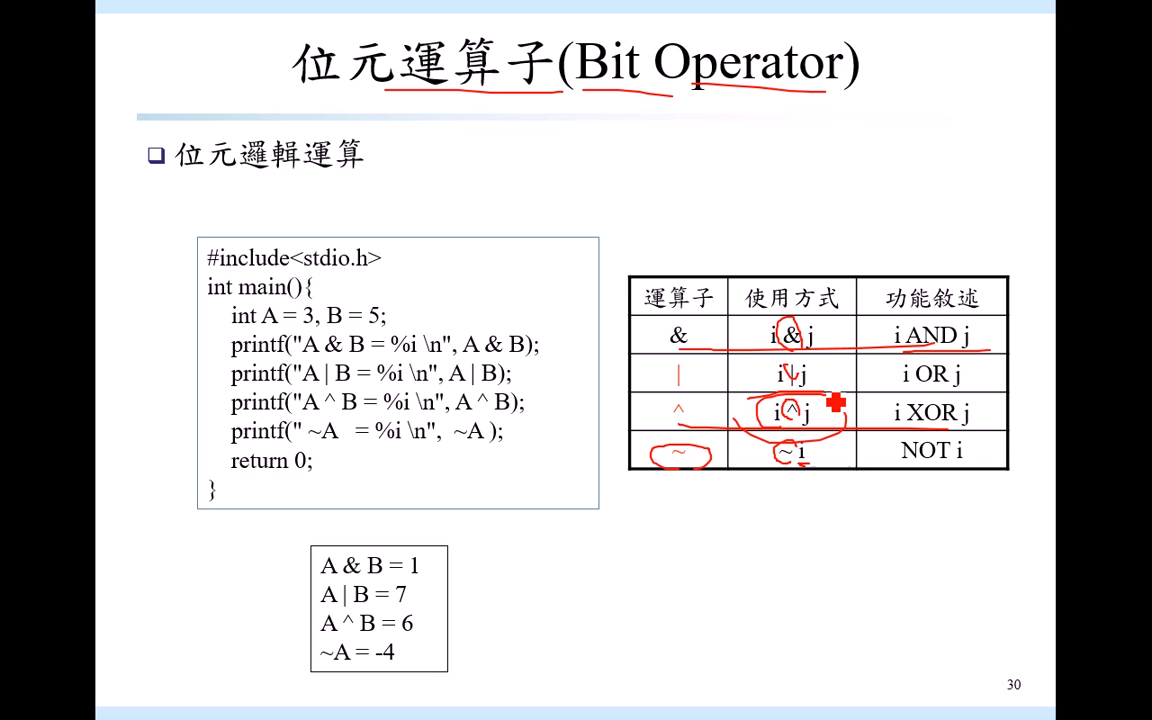 位元運算子(Bit Operator)
位元邏輯運算
#include<stdio.h>
int main(){
int A = 3, B = 5;
printf("A & B = %i \n", A & B);
printf("A | B = %i \n", A | B);
printf("A ^ B = %i \n", A ^ B);
printf(" ~A   = %i \n",  ~A );
return 0;
}
運算子 使用方式 功能敘述
& i & j i AND j
| i | j i OR j
^ i ^ j i XOR j
~ ~ i NOT i
A & B = 1
A | B = 7
A ^ B = 6
~A = -4
30